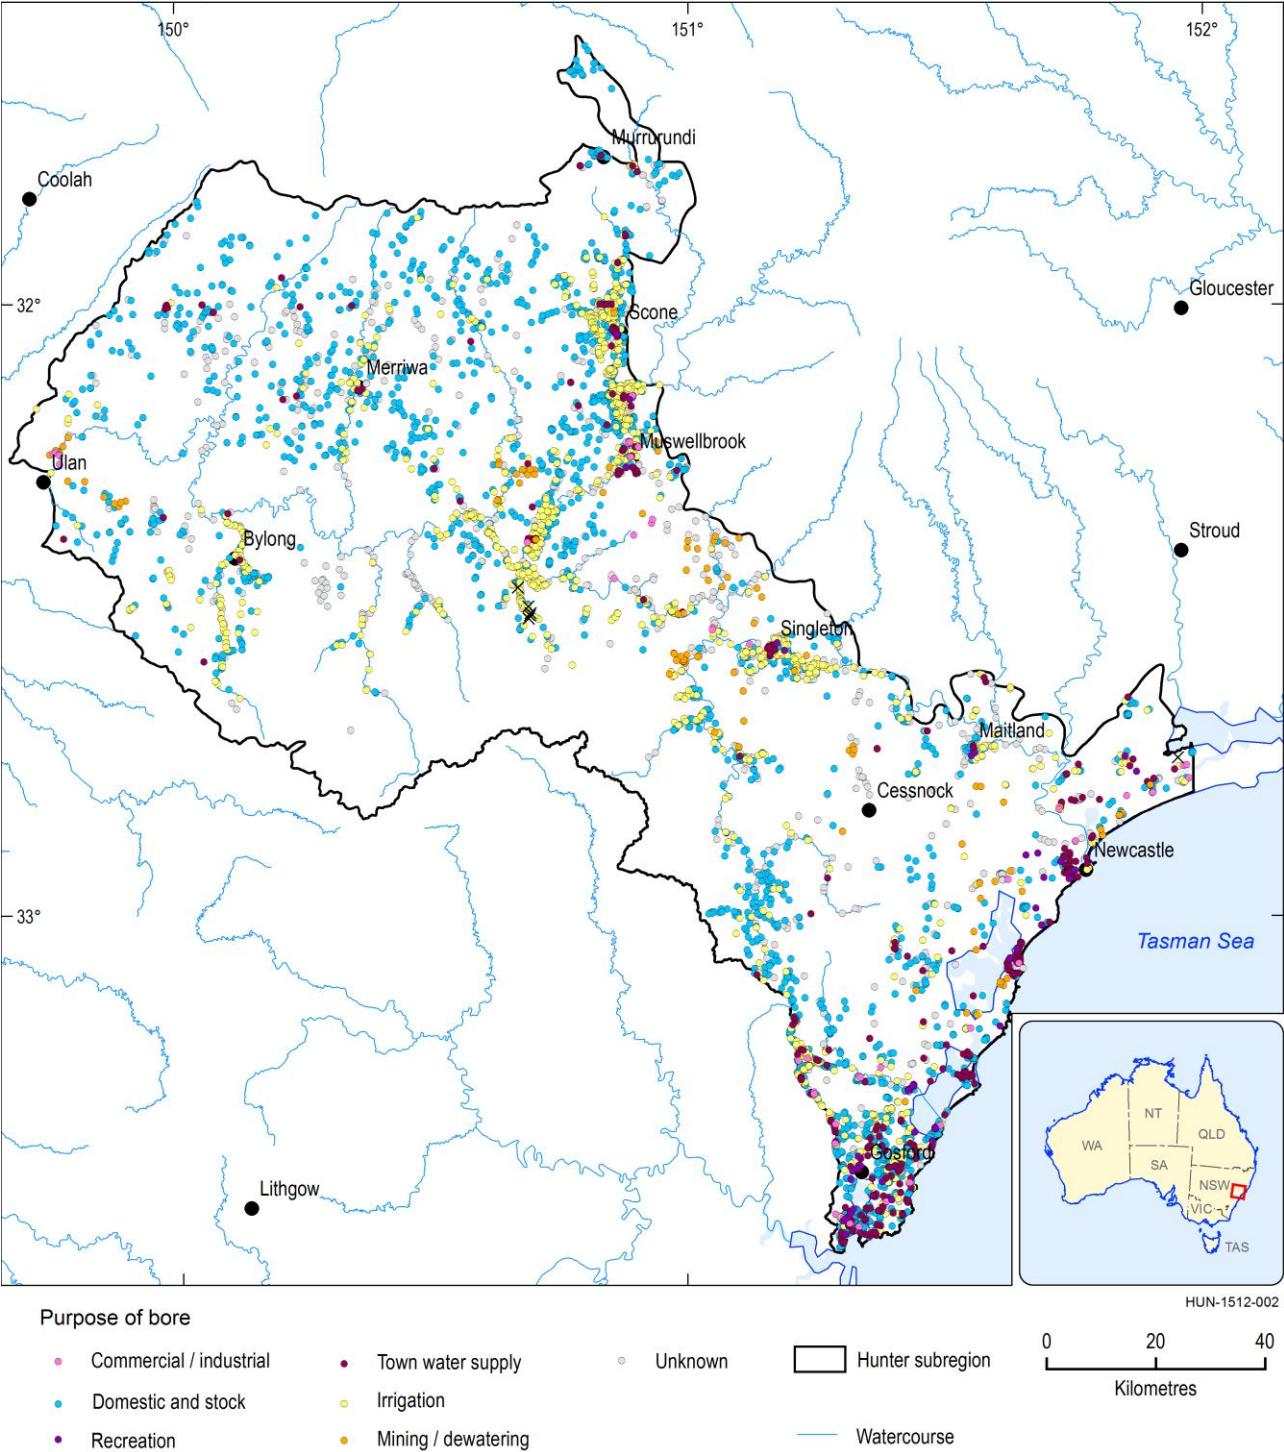 150°
151°
152°
Murrurundi
Coolah
Gloucester
32°
Scone
Merriwa
Muswellbrook
Ulan
Stroud
Bylong
Singleton
Maitland
Cessnock
Newcastle
33°
Tasman Sea
NT
WA
QLD
SA
NSW
VIC
TAS
Gosford
Lithgow
HUN-1512-002
Purpose of bore
Commercial / industrial
Town water supply
Unknown
Hunter subregion
Domestic and stock
Irrigation
Recreation
Mining / dewatering
Watercourse
0 20 40
Kilometres